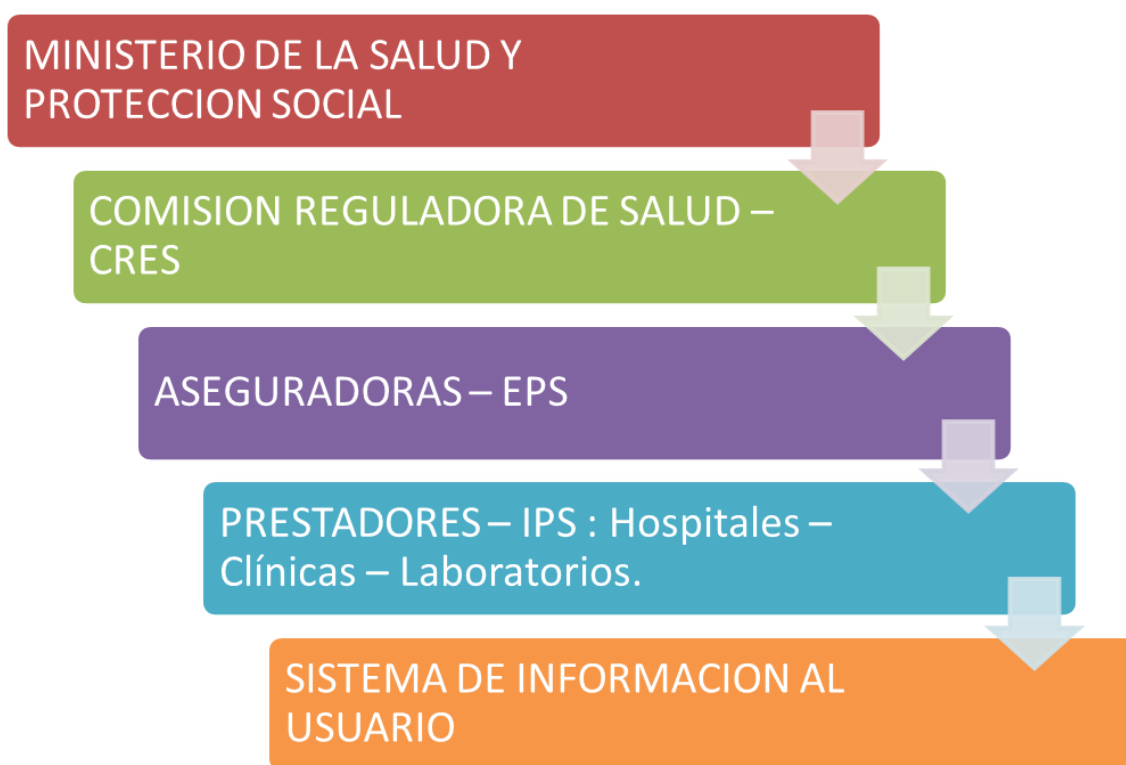 MINISTERIO DE LA SALUD Y
PROTECCION SOCIAL
COMISION REGULADORA DE SALUD –
CRES
ASEGURADORAS – EPS
PRESTADORES – IPS : Hospitales –
Clínicas – Laboratorios.
SISTEMA DE INFORMACION AL
USUARIO